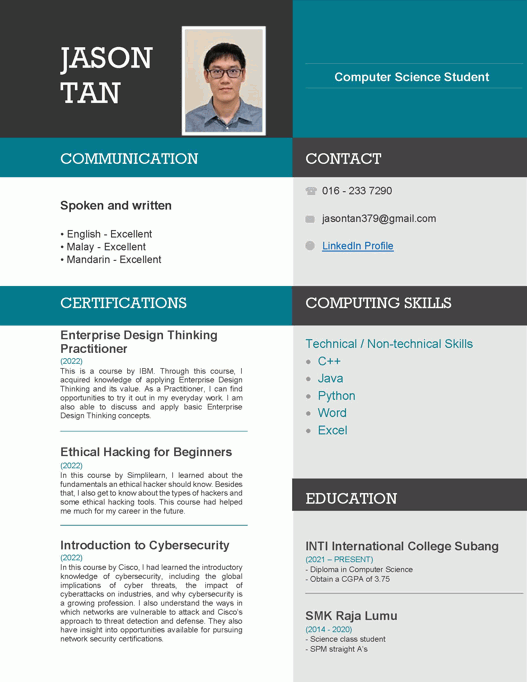 JASON
TAN
Computer Science Student
COMMUNICATION
Spoken and written
• English - Excellent
• Malay - Excellent
• Mandarin - Excellent
CONTACT
016 - 233 7290
jasontan379@gmail.com
LinkedIn Profile
CERTIFICATIONS
Enterprise Design Thinking
Practitioner
(2022)
This is a course by IBM. Through this course, I
acquired knowledge of applying Enterprise Design
Thinking and its value. As a Practitioner, I can find
opportunities to try it out in my everyday work. I am
also able to discuss and apply basic Enterprise
Design Thinking concepts.
Ethical Hacking for Beginners
(2022)
In this course by Simplilearn, I learned about the
fundamentals an ethical hacker should know. Besides
that, I also get to know about the types of hackers and
some ethical hacking tools. This course had helped
me much for my career in the future.
Introduction to Cybersecurity
(2022)
In this course by Cisco, I had learned the introductory
knowledge of cybersecurity, including the global
implications of cyber threats, the impact of
cyberattacks on industries, and why cybersecurity is
a growing profession. I also understand the ways in
which networks are vulnerable to attack and Cisco's
approach to threat detection and defense. They also
have insight into opportunities available for pursuing
network security certifications.
COMPUTING SKILLS
Technical / Non-technical Skills
• C++
• Java
• Python
• Word
• Excel
EDUCATION
INTI International College Subang
(2021 – PRESENT)
- Diploma in Computer Science
- Obtain a CGPA of 3.75
SMK Raja Lumu
(2014 - 2020)
- Science class student
- SPM straight A's